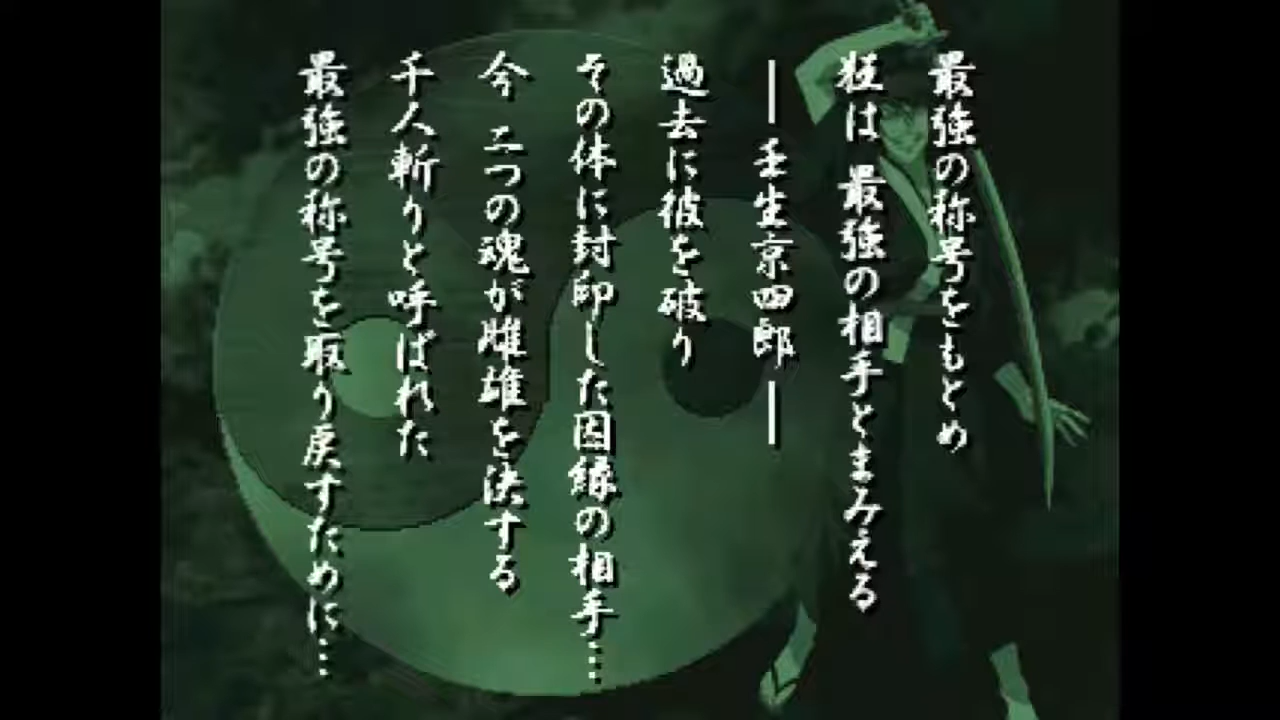 最強の称号をもとめ
狂は 最強の相手とまみえる
―壬生京四郎―
過去に彼を破り
その体に封印した因縁の相手…
今 二つの魂が雌雄を決する
千人斬りと呼ばれた
最強の称号を取り戻すために…